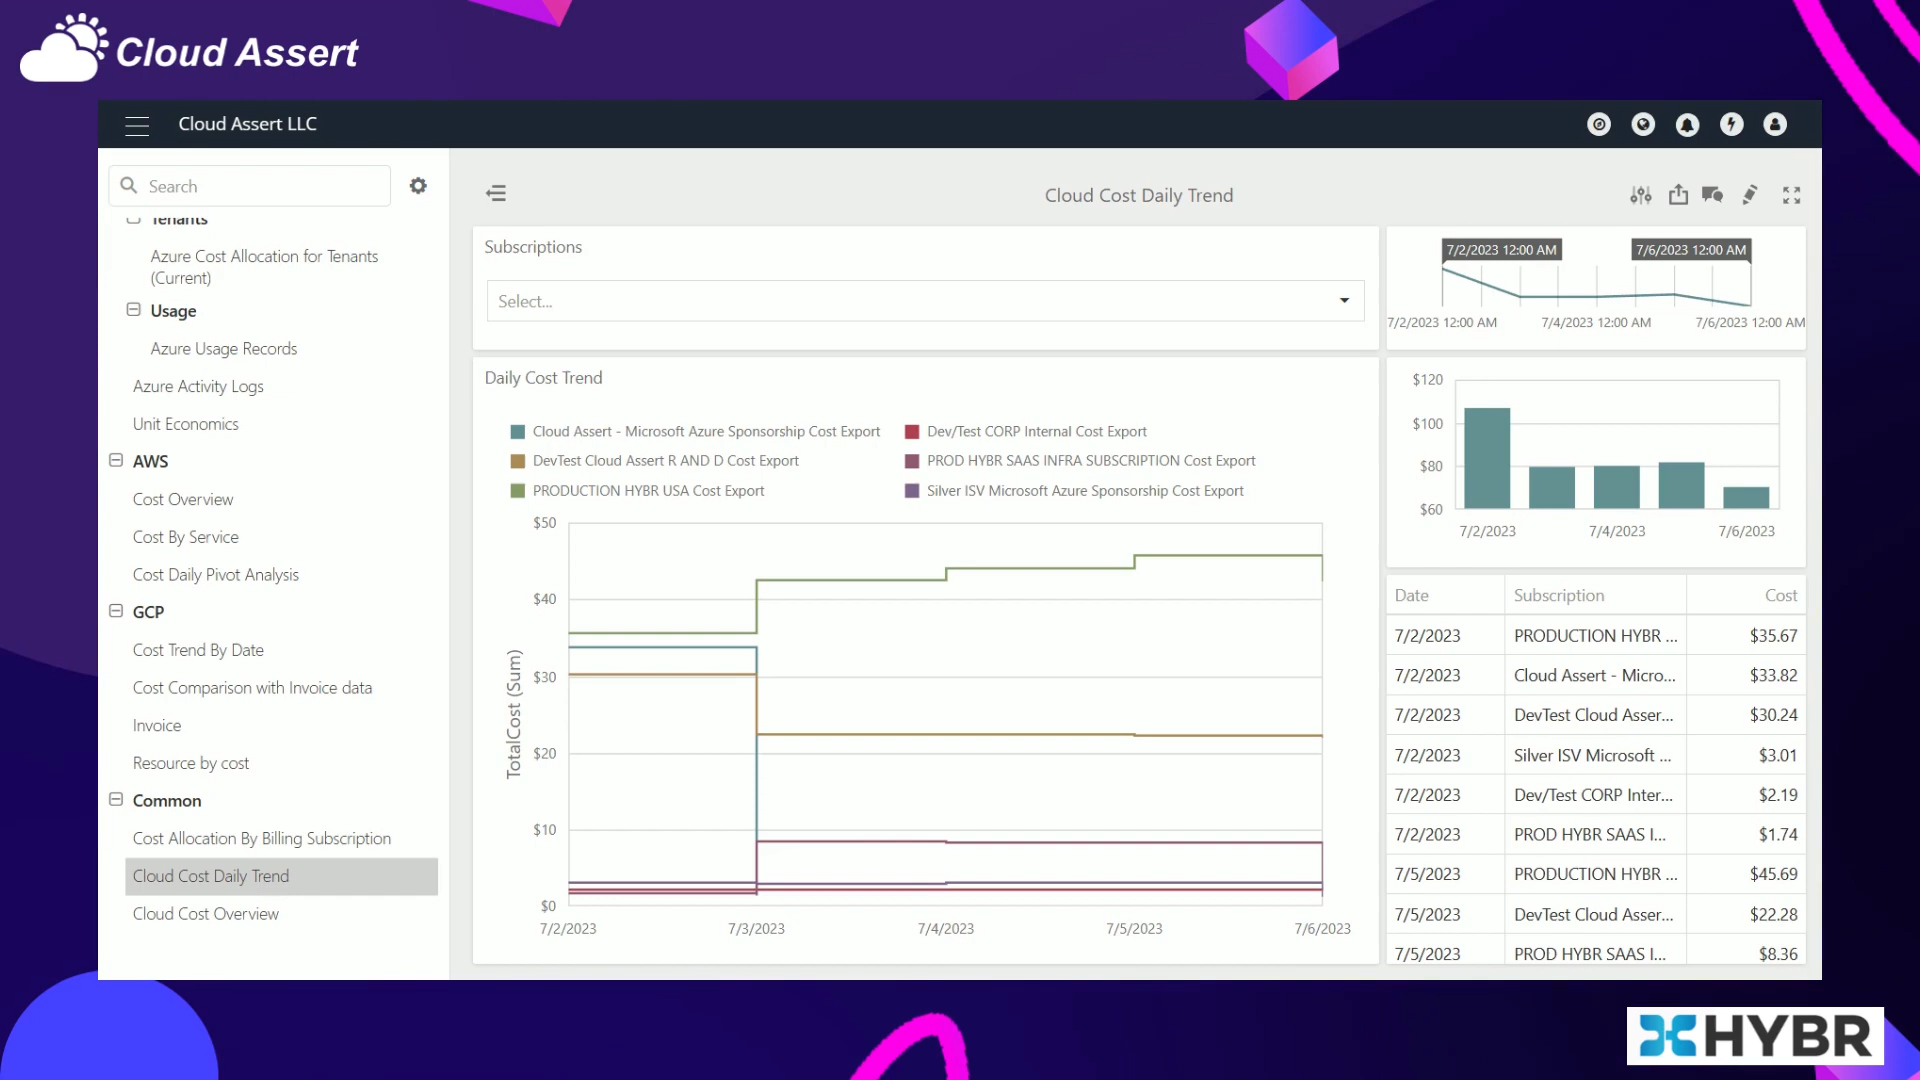 Cloud Assert
Cloud Assert LLC
Search
Tenants
Azure Cost Allocation for Tenants
(Current)
Usage
Azure Usage Records
Azure Activity Logs
Unit Economics
AWS
Cost Overview
Cost By Service
Cost Daily Pivot Analysis
GCP
Cost Trend By Date
Cost Comparison with Invoice data
Invoice
Resource by cost
Common
Cost Allocation By Billing Subscription
Cloud Cost Daily Trend
Cloud Cost Overview
Cloud Cost Daily Trend
Subscriptions
Select...
Daily Cost Trend
Cloud Assert - Microsoft Azure Sponsorship Cost Export
Dev/Test CORP Internal Cost Export
DevTest Cloud Assert R AND D Cost Export
PROD HYBR SAAS INFRA SUBSCRIPTION Cost Export
PRODUCTION HYBR USA Cost Export
Silver ISV Microsoft Azure Sponsorship Cost Export
TotalCost (Sum)
$50
$40
$30
$20
$10
$0
7/2/2023 7/3/2023 7/4/2023 7/5/2023 7/6/2023
7/2/2023 12:00 AM 7/6/2023 12:00 AM
7/2/2023 12:00 AM 7/4/2023 12:00 AM 7/6/2023 12:00 AM
$120
$100
$80
$60
7/2/2023 7/4/2023 7/6/2023
Date Subscription Cost
7/2/2023 PRODUCTION HYBR ... $35.67
7/2/2023 Cloud Assert - Micro... $33.82
7/2/2023 DevTest Cloud Asser... $30.24
7/2/2023 Silver ISV Microsoft ... $3.01
7/2/2023 Dev/Test CORP Inter... $2.19
7/2/2023 PROD HYBR SAAS I... $1.74
7/5/2023 PRODUCTION HYBR ... $45.69
7/5/2023 DevTest Cloud Asser... $22.28
7/5/2023 PROD HYBR SAAS I... $8.36
HYBR